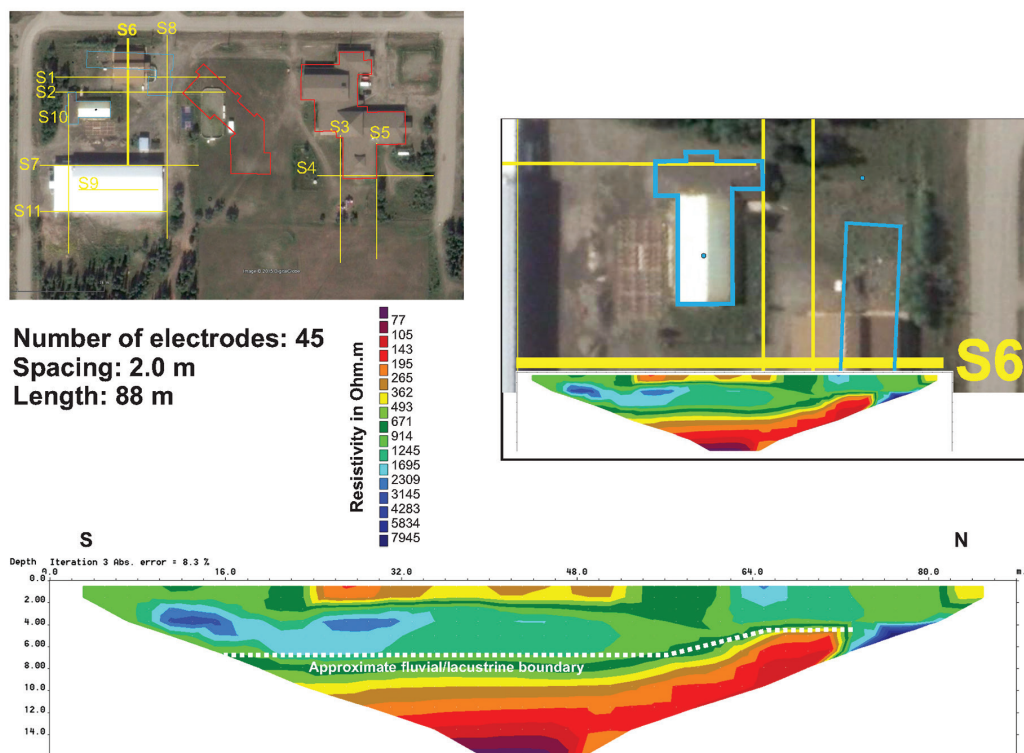 S6
S8
S1
S2
S10
S3
S5
S4
S7
S9
S11
Number of electrodes: 45
Spacing: 2.0 m
Length: 88 m
Resistivity in Ohm.m
77
105
143
195
265
362
493
671
914
1245
1695
2309
3145
4283
5834
7945
S6
S
N
Depth Iteration 3 Abs. error = 8.3 %
0.0 16.0 32.0 48.0 64.0 80.0 m.
0.0
2.00
4.00
6.00
8.00
10.0
12.0
14.0
Approximate fluvial/lacustrine boundary